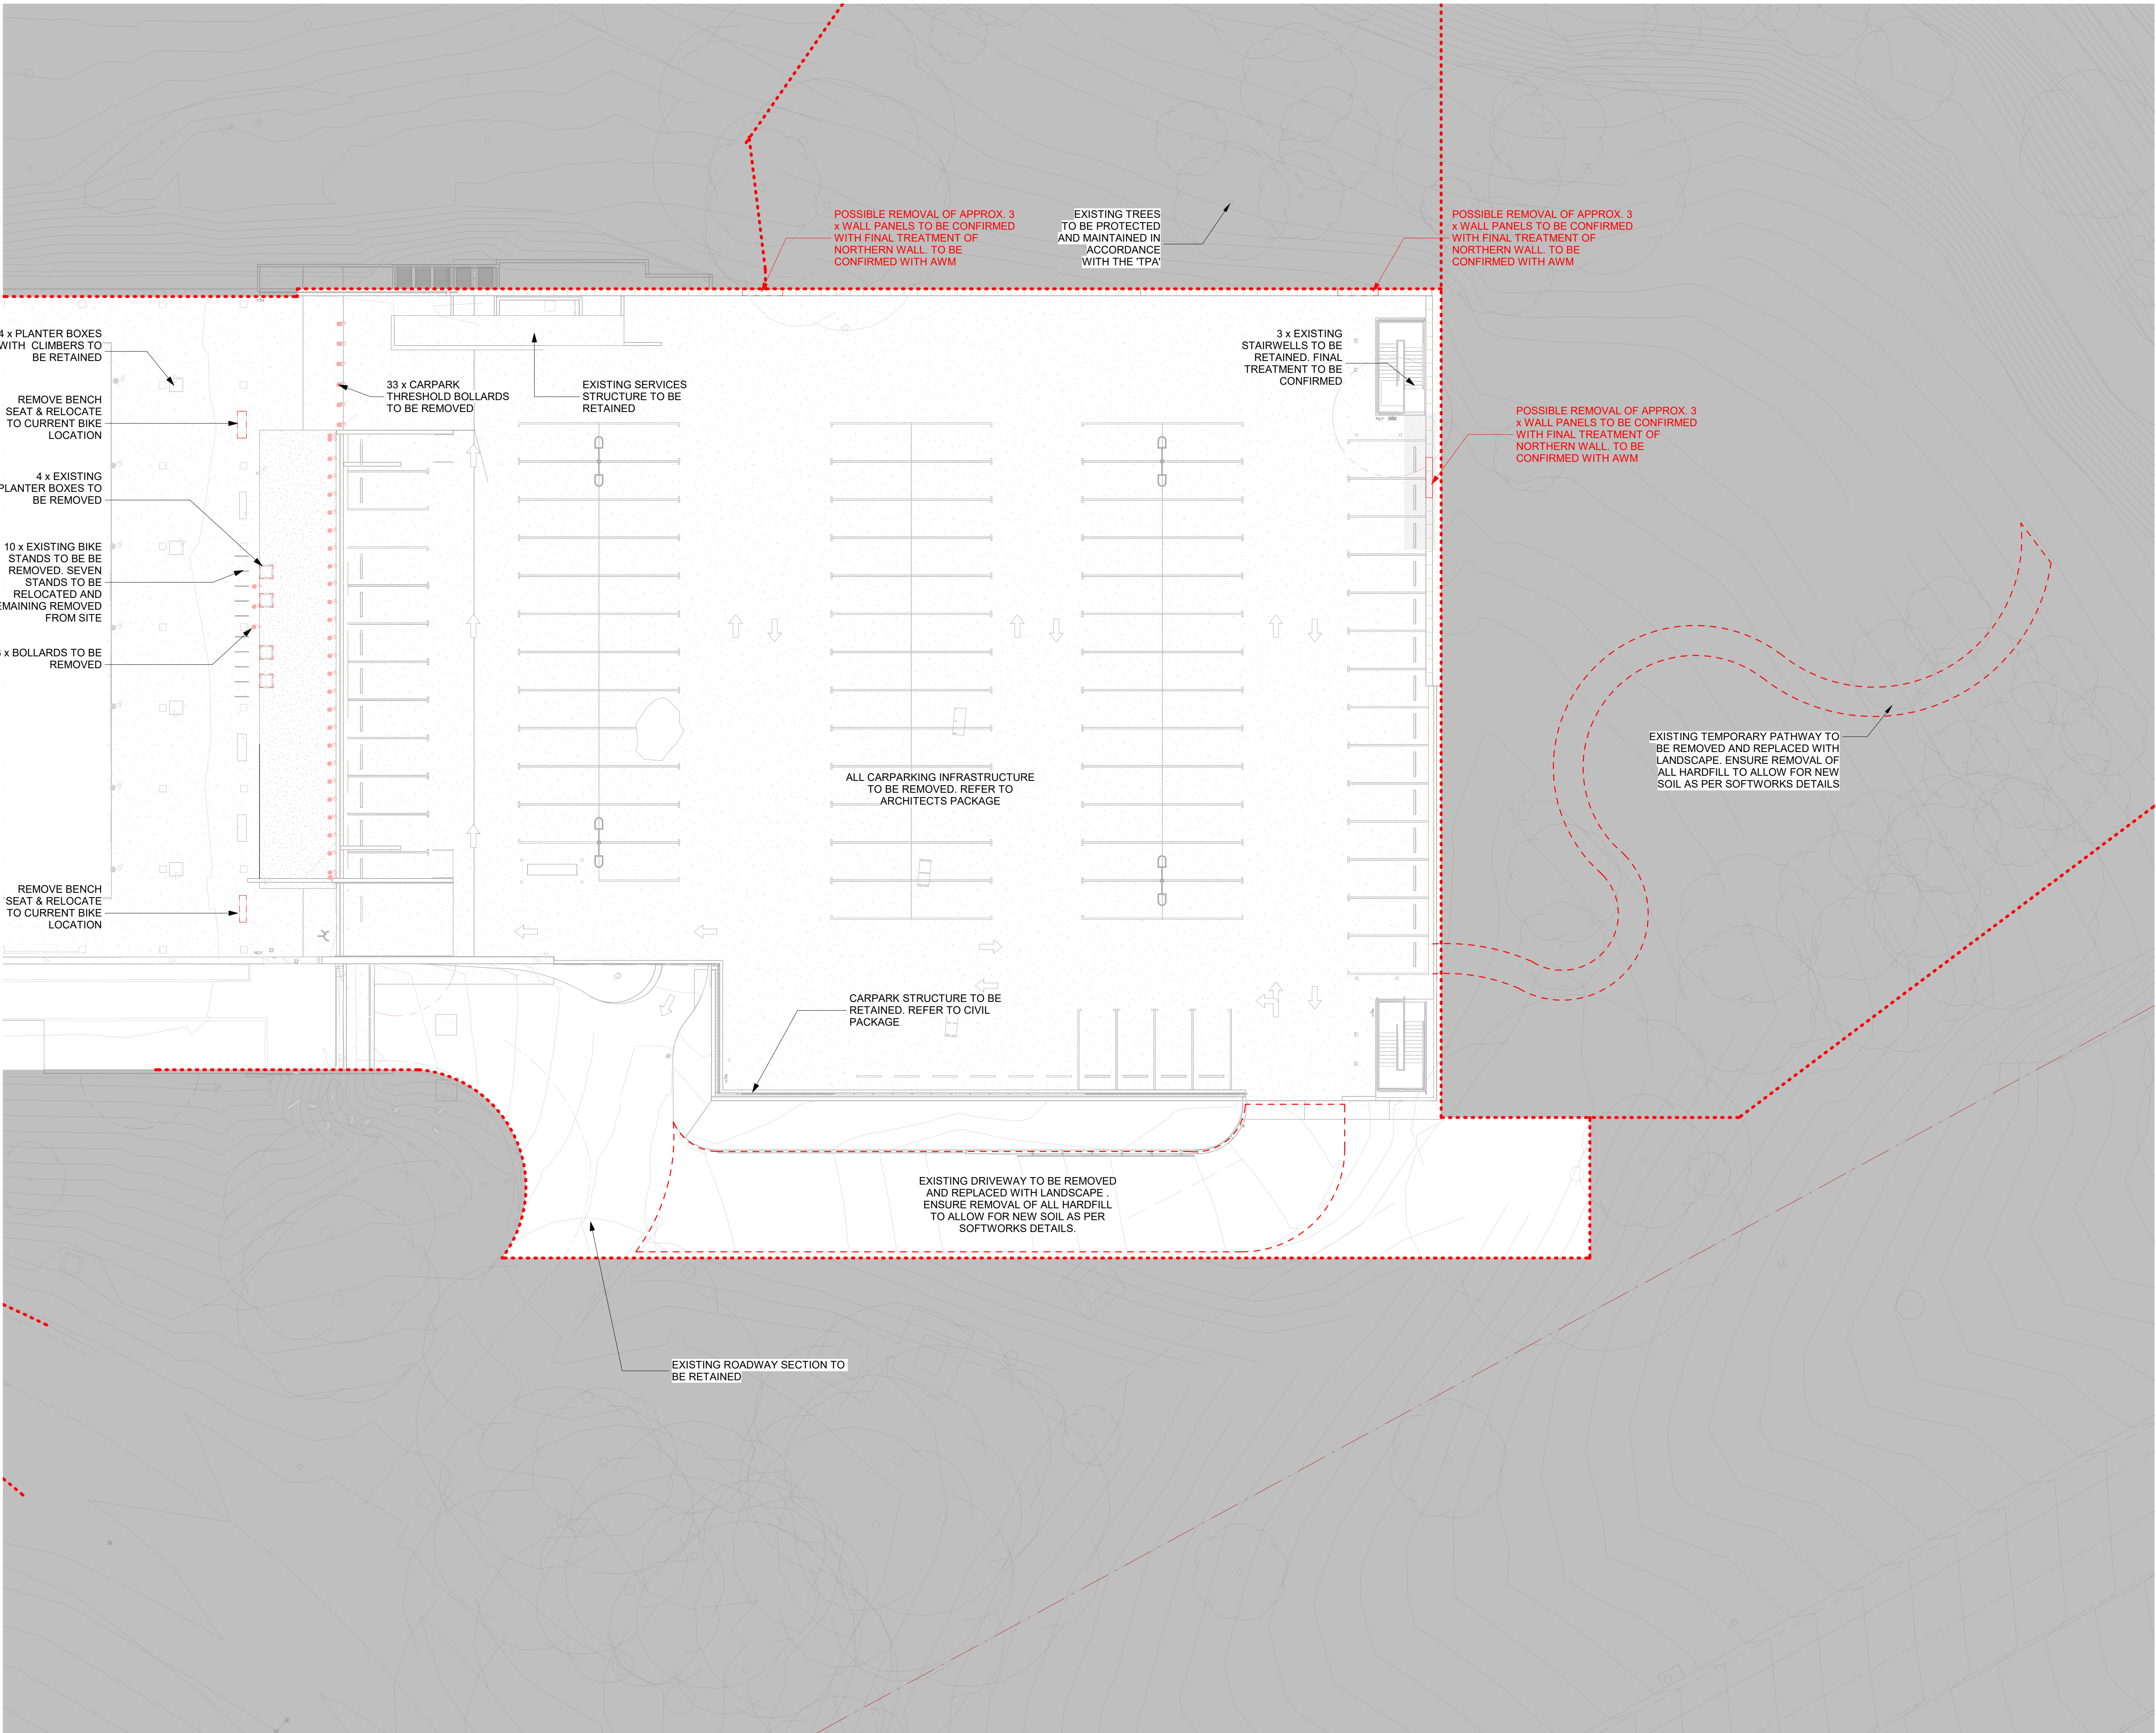 POSSIBLE REMOVAL OF APPROX. 3
x WALL PANELS TO BE CONFIRMED
WITH FINAL TREATMENT OF
NORTHERN WALL. TO BE
CONFIRMED WITH AWM
EXISTING TREES
TO BE PROTECTED
AND MAINTAINED IN
ACCORDANCE
WITH THE 'TPA'
POSSIBLE REMOVAL OF APPROX. 3
x WALL PANELS TO BE CONFIRMED
WITH FINAL TREATMENT OF
NORTHERN WALL. TO BE
CONFIRMED WITH AWM
4 x PLANTER BOXES
WITH CLIMBERS TO
BE RETAINED
3 x EXISTING
STAIRWELLS TO BE
RETAINED. FINAL
TREATMENT TO BE
CONFIRMED
33 x CARPARK
THRESHOLD BOLLARDS
TO BE REMOVED
EXISTING SERVICES
STRUCTURE TO BE
RETAINED
REMOVE BENCH
SEAT & RELOCATE
TO CURRENT BIKE
LOCATION
POSSIBLE REMOVAL OF APPROX. 3
x WALL PANELS TO BE CONFIRMED
WITH FINAL TREATMENT OF
NORTHERN WALL. TO BE
CONFIRMED WITH AWM
4 x EXISTING
PLANTER BOXES TO
BE REMOVED
10 x EXISTING BIKE
STANDS TO BE BE
REMOVED. SEVEN
STANDS TO BE
RELOCATED AND
EMAINING REMOVED
FROM SITE
x BOLLARDS TO BE
REMOVED
EXISTING TEMPORARY PATHWAY TO
BE REMOVED AND REPLACED WITH
LANDSCAPE. ENSURE REMOVAL OF
ALL HARDFILL TO ALLOW FOR NEW
SOIL AS PER SOFTWORKS DETAILS
ALL CARPARKING INFRASTRUCTURE
TO BE REMOVED. REFER TO
ARCHITECTS PACKAGE
REMOVE BENCH
SEAT & RELOCATE
TO CURRENT BIKE
LOCATION
CARPARK STRUCTURE TO BE
RETAINED. REFER TO CIVIL
PACKAGE
EXISTING DRIVEWAY TO BE REMOVED
AND REPLACED WITH LANDSCAPE .
ENSURE REMOVAL OF ALL HARDFILL
TO ALLOW FOR NEW SOIL AS PER
SOFTWORKS DETAILS.
EXISTING ROADWAY SECTION TO
BE RETAINED